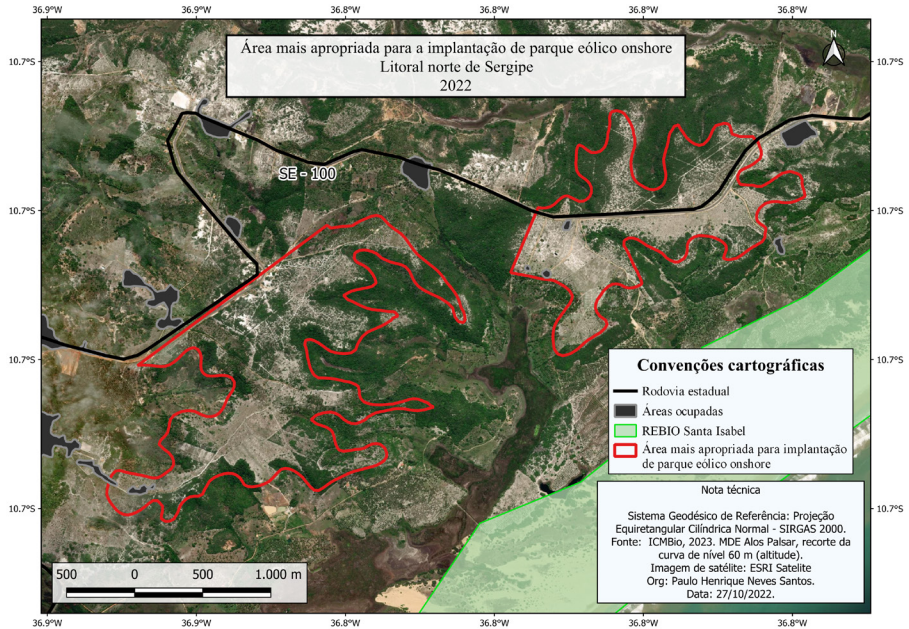 36.9°W 36.9°W 36.8°W 36.8°W 36.8°W 36.8°W
Área mais apropriada para a implantação de parque eólico onshore
Litoral norte de Sergipe
2022
N
10.7°S 10.7°S
SE - 100
10.7°S 10.7°S
10.7°S 10.7°S
Convenções cartográficas
Rodovia estadual
Áreas ocupadas
REBIO Santa Isabel
Área mais apropriada para implantação
de parque eólico onshore
10.7°S 10.7°S
Nota técnica
Sistema Geodésico de Referência: Projeção
Equiretangular Cilíndrica Normal - SIRGAS 2000.
Fonte: ICMBio, 2023. MDE Alos Palsar, recorte da
curva de nível 60 m (altitude).
Imagem de satélite: ESRI Satelite
Org: Paulo Henrique Neves Santos.
Data: 27/10/2022.
500 0 500 1.000 m
36.9°W 36.9°W 36.8°W 36.8°W 36.8°W 36.8°W